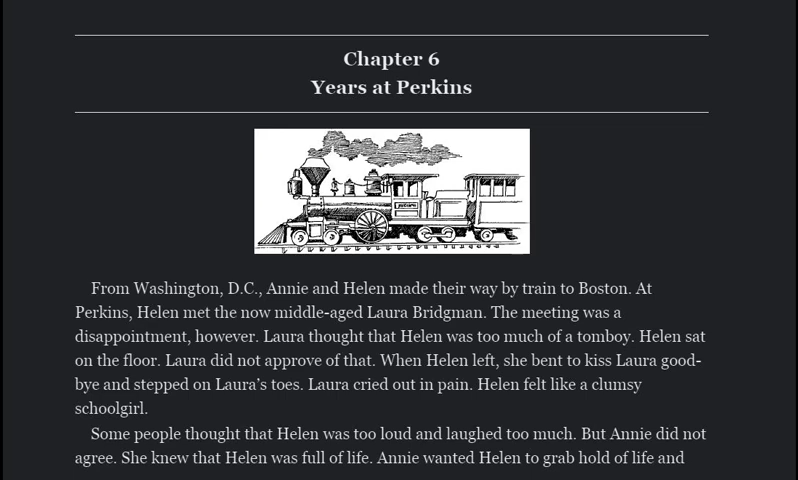 Chapter 6
Years at Perkins
From Washington, D.C., Annie and Helen made their way by train to Boston. At
Perkins, Helen met the now middle-aged Laura Bridgman. The meeting was a
disappointment, however. Laura thought that Helen was too much of a tomboy. Helen sat
on the floor. Laura did not approve of that. When Helen left, she bent to kiss Laura good-
bye and stepped on Laura’s toes. Laura cried out in pain. Helen felt like a clumsy
schoolgirl.
Some people thought that Helen was too loud and laughed too much. But Annie did not
agree. She knew that Helen was full of life. Annie wanted Helen to grab hold of life and